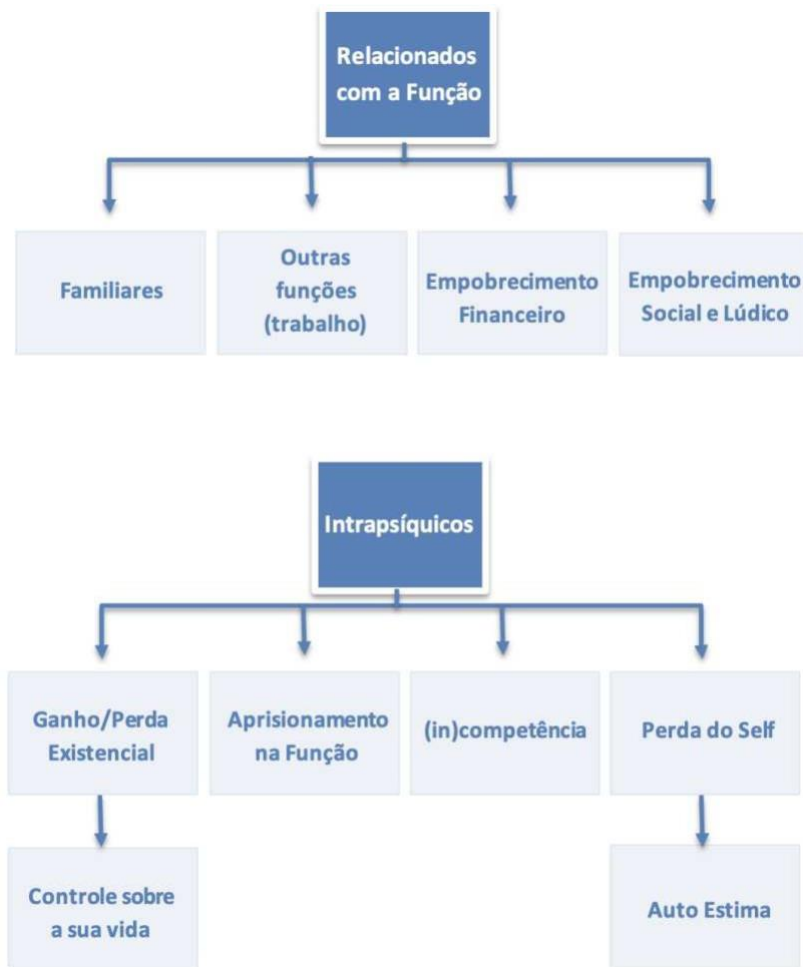 Relacionados
com a Função
Familiares
Outras
funções
(trabalho)
Empobrecimento
Financeiro
Empobrecimento
Social e Lúdico
Intrapsíquicos
Ganho/Perda
Existencial
Aprisionamento
na Função
(in)competência
Perda do Self
Controle sobre
a sua vida
Auto Estima